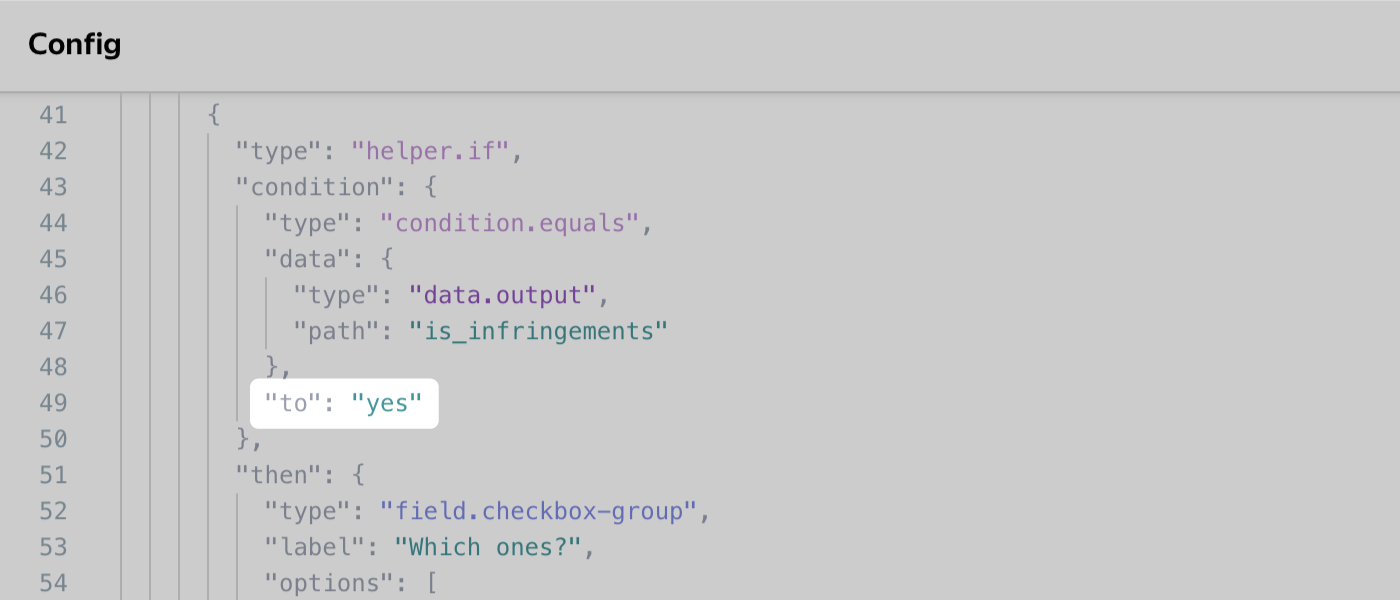 Config
41 {
42 "type": "helper.if",
43 "condition": {
44 "type": "condition.equals",
45 "data": {
46 "type": "data.output",
47 "path": "is_infringements"
48 },
49 "to": "yes"
50 },
51 "then": {
52 "type": "field.checkbox-group",
53 "label": "Which ones?",
54 "options": [